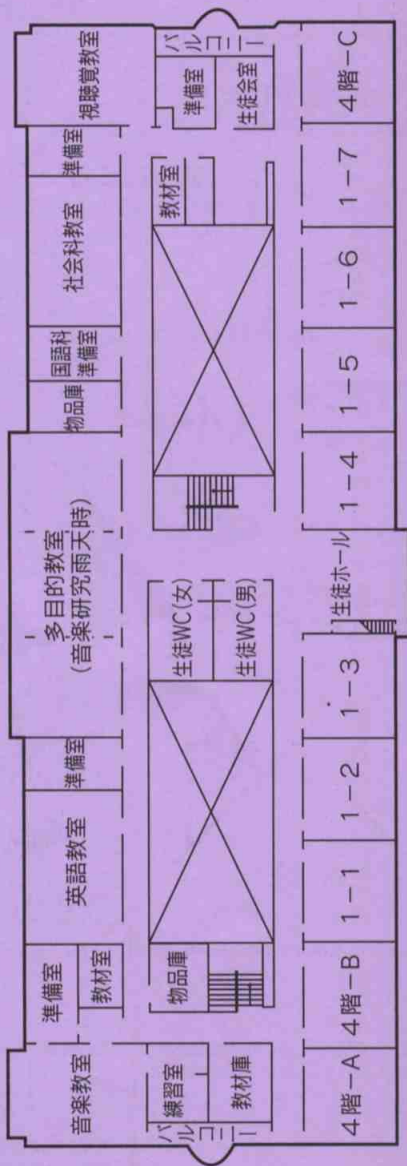 音楽教室
準備室
教材室
英語教室
準備室
多目的教室
(音楽研究雨天時)
物品庫
国語科
準備室
社会科教室
準備室
視聴覚教室
バルコニー
練習室
教材庫
物品庫
生徒WC(女)
生徒WC(男)
教材室
準備室
生徒会室
バルコニー
4階-A
4階-B
1-1
1-2
1-3
生徒ホール
1-4
1-5
1-6
1-7
4階-C